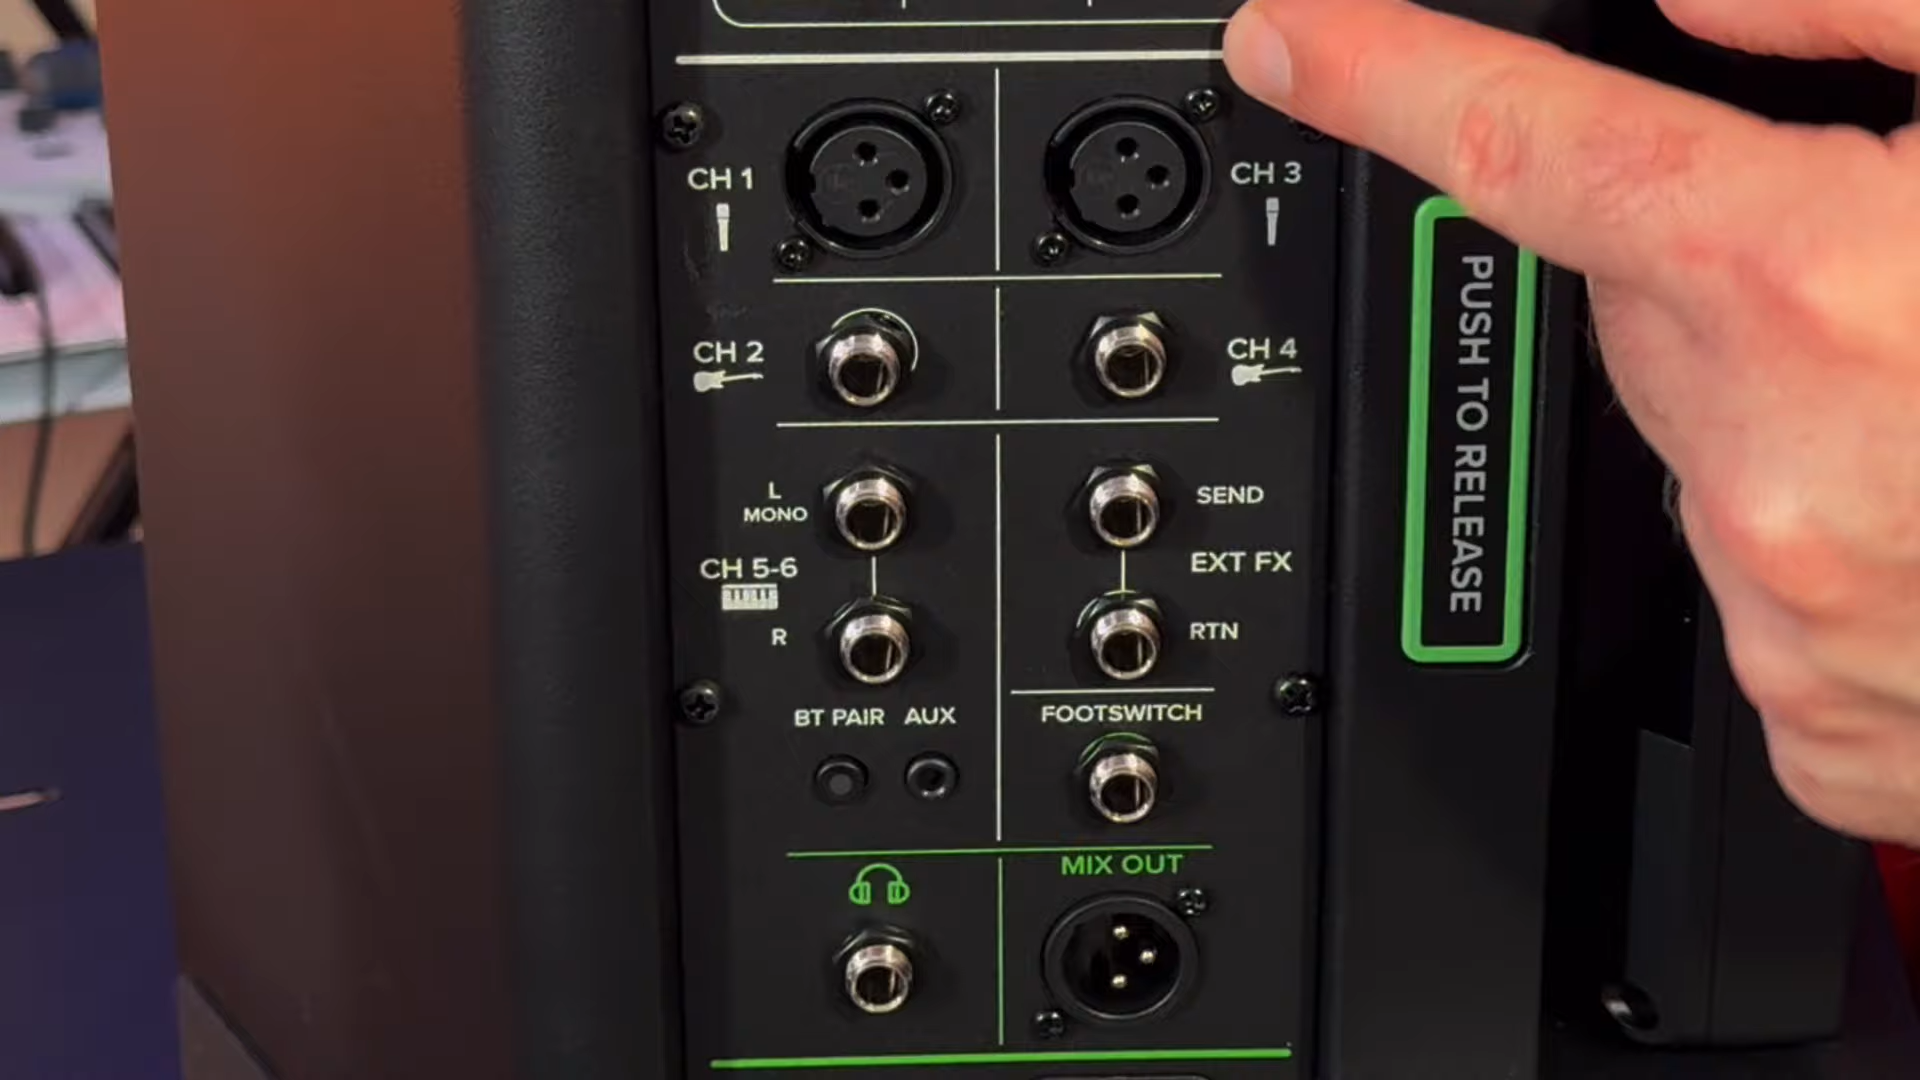 CH 1
CH 3
CH 2
CH 4
L
MONO
CH 5-6
R
SEND
EXT FX
RTN
BT PAIR
AUX
FOOTSWITCH
MIX OUT
PUSH TO RELEASE